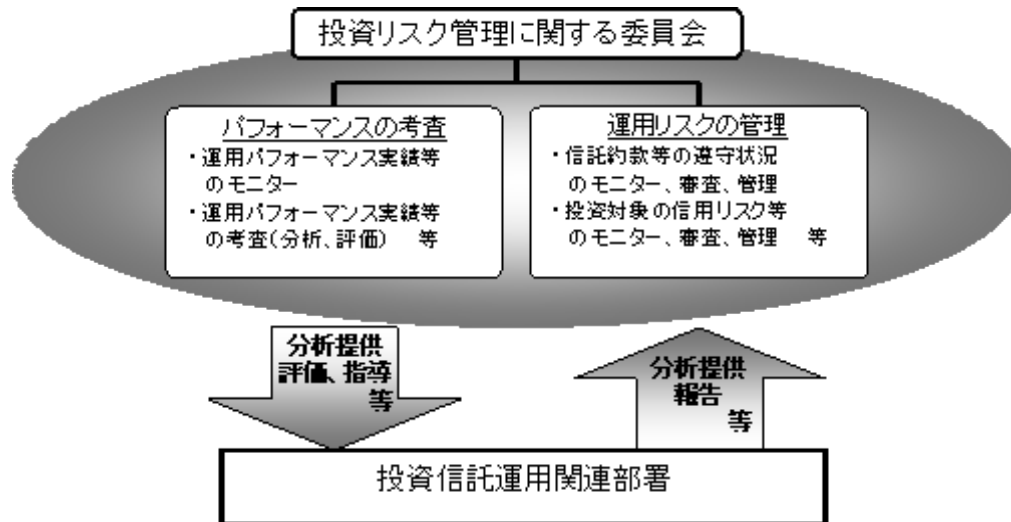 投資リスク管理に関する委員会
パフォーマンスの考査
・運用パフォーマンス実績等
のモニター
・運用パフォーマンス実績等
の考査(分析、評価)　等
運用リスクの管理
・信託約款等の遵守状況
のモニター、審査、管理
・投資対象の信用リスク等
のモニター、審査、管理　等
分析提供
評価、指導
等
分析提供
報告
等
投資信託運用関連部署